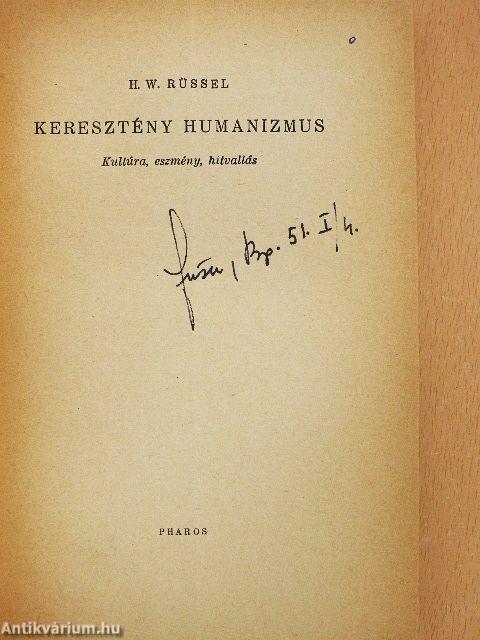 H. W. RÜSSEL
KERESZTÉNY HUMANIZMUS
Kultúra, eszmény, hitvallás
Bp. 51. I/4.
PHAROS
Antikvárium.hu